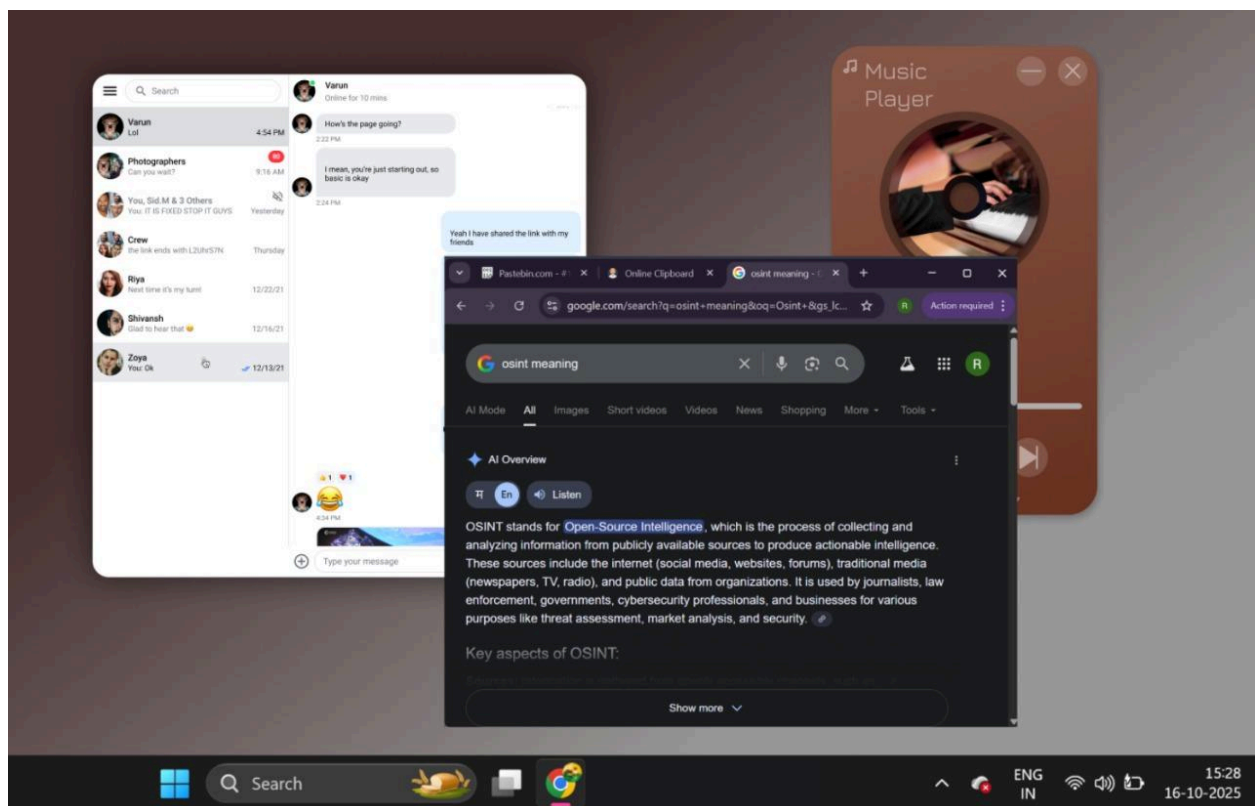 Search
Varun
Lol
4:54 PM
Photographers
Can you wait?
90
9:16 AM
You, Sid.M & 3 Others
You: IT IS FIXED STOP IT GUYS
Yesterday
Crew
the link ends with L2UhrS7N
Thursday
Riya
Next time it's my turn!
12/22/21
Shivansh
Glad to hear that
12/16/21
Zoya
You: Ok
12/13/21
Varun
Online for 10 mins
How's the page going?
2:22 PM
I mean, you're just starting out, so
basic is okay
2:24 PM
Yeah I have shared the link with my
friends
1 1
4:54 PM
Type your message
Music
Player
Pastebin.com - #1
Online Clipboard
osint meaning -
google.com/search?q=osint+meaning&oq=Osint+&gs_lc...
R
Action required
osint meaning
R
AI Mode All Images Short videos Videos News Shopping More Tools
AI Overview
म En Listen
OSINT stands for Open-Source Intelligence, which is the process of collecting and
analyzing information from publicly available sources to produce actionable intelligence.
These sources include the internet (social media, websites, forums), traditional media
(newspapers, TV, radio), and public data from organizations. It is used by journalists, law
enforcement, governments, cybersecurity professionals, and businesses for various
purposes like threat assessment, market analysis, and security.
Key aspects of OSINT:
Show more
Search
ENG
IN
15:28
16-10-2025